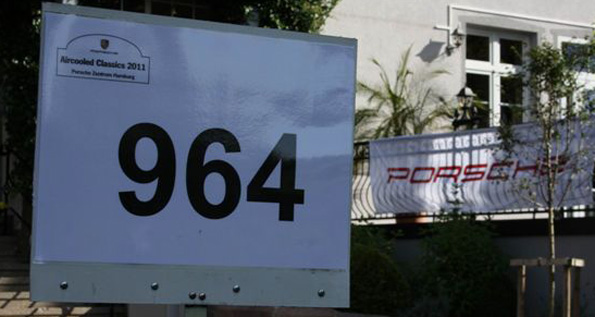 Aircooled Classics 2011
Porsche Zentrum Hamburg
964
PORSCHE